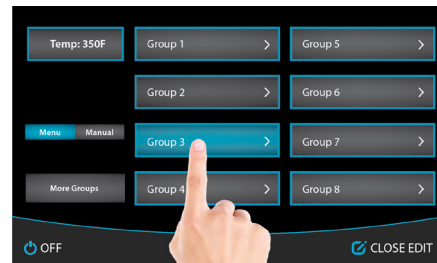 Temp: 350F
Group 1
Group 5
Group 2
Group 6
Menu Manual
Group 3
Group 7
More Groups
Group 4
Group 8
OFF
CLOSE EDIT